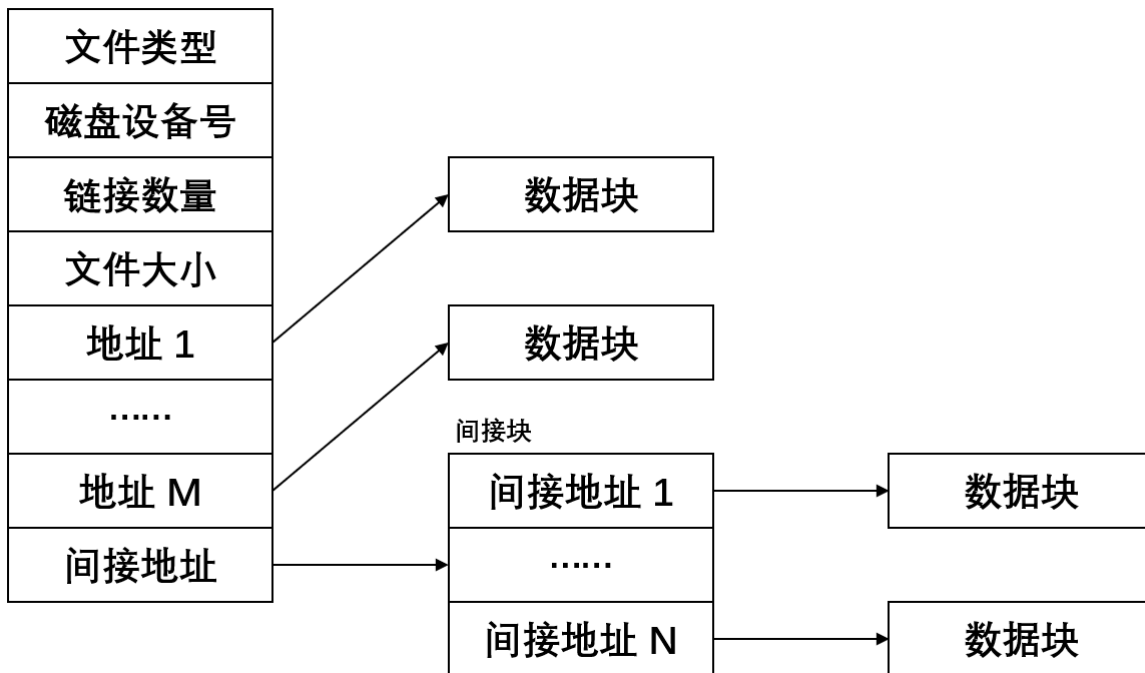 文件类型
磁盘设备号
链接数量
文件大小
地址 1
……
地址 M
间接地址
数据块
数据块
间接块
间接地址 1
……
间接地址 N
数据块
数据块